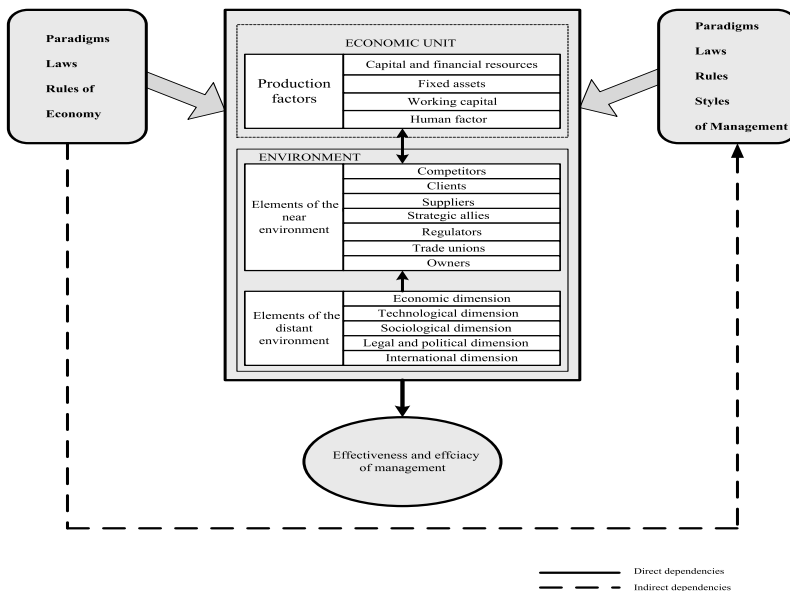 Paradigms
Laws
Rules of
Economy
ECONOMIC UNIT
Production
factors
Capital and financial resources
Fixed assets
Working capital
Human factor
ENVIRONMENT
Elements of the near
environment
Competitors
Clients
Suppliers
Strategic allies
Regulators
Trade unions
Owners
Elements of the
distant
environment
Economic dimension
Technological dimension
Sociological dimension
Legal and political dimension
International dimension
Paradigms
Laws
Rules
Styles
of Management
Effectiveness and effciacy
of management
Direct dependencies
Indirect dependencies